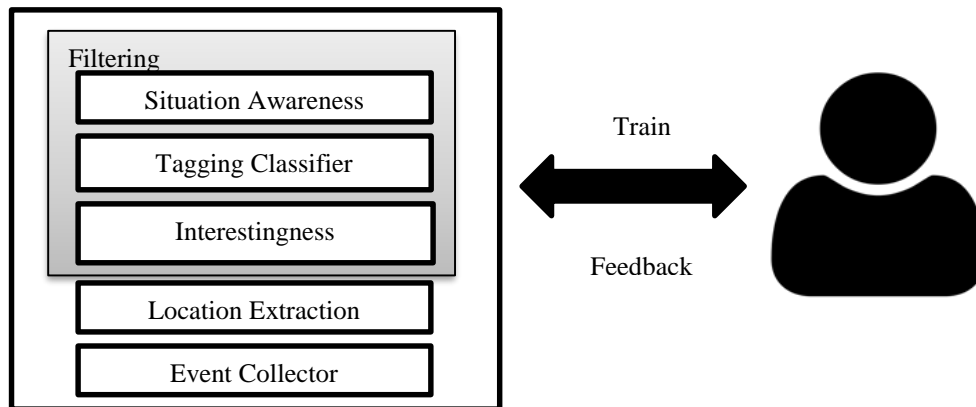 Filtering
Situation Awareness
Tagging Classifier
Interestingness
Location Extraction
Event Collector
Train
Feedback